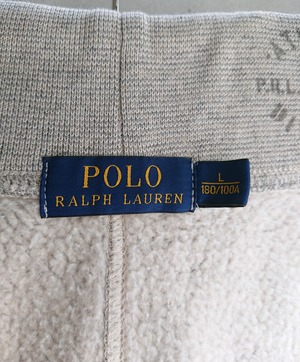 P.R.L.
POLO
RALPH LAUREN
L
180/100A